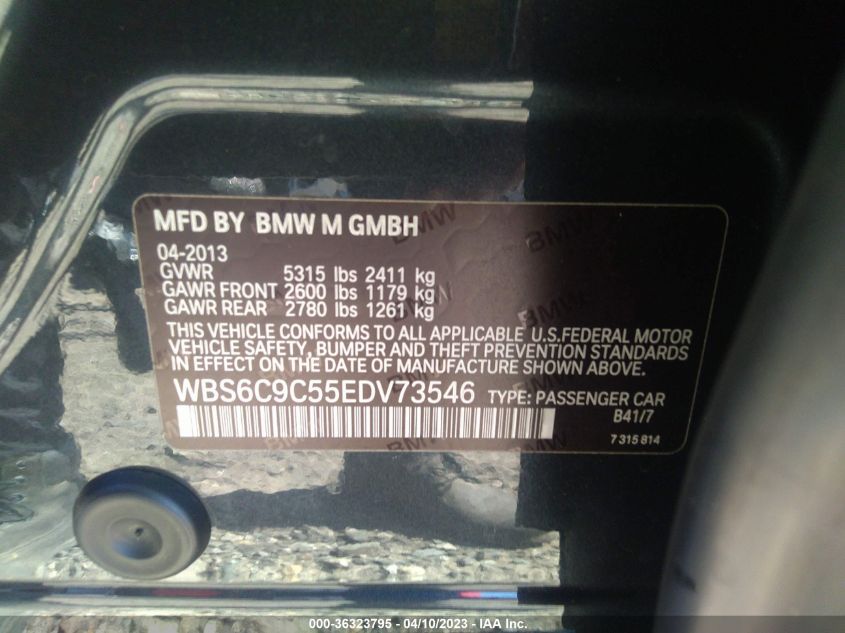 MFD BY BMW M GMBH
04-2013
GVWR 5315 lbs 2411 kg
GAWR FRONT 2600 lbs 1179 kg
GAWR REAR 2780 lbs 1261 kg
THIS VEHICLE CONFORMS TO ALL APPLICABLE U.S.FEDERAL MOTOR
VEHICLE SAFETY, BUMPER AND THEFT PREVENTION STANDARDS
IN EFFECT ON THE DATE OF MANUFACTURE SHOWN ABOVE.
WBS6C9C55EDV73546 TYPE: PASSENGER CAR
B41/7
7 315 814
000-36323795 - 04/10/2023 - IAA Inc.